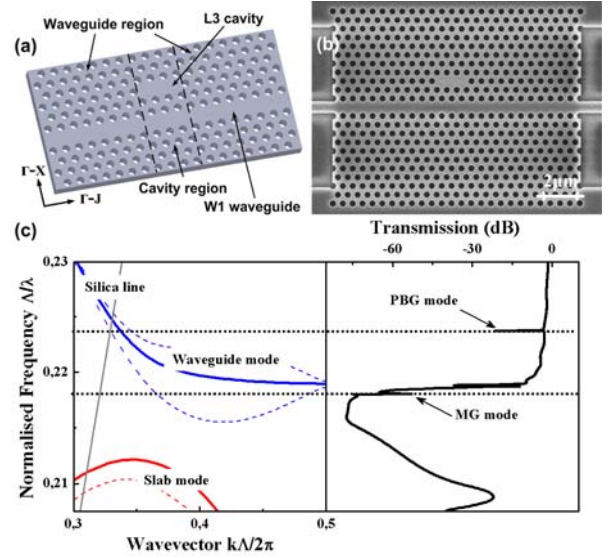 (a)
Waveguide region
L3 cavity
Γ-X
Γ-J
Cavity region
W1 waveguide
(b)
2µm
(c)
Transmission (dB)
-60
-30
0
0,23
0,22
0,21
Normalised Frequency Λ/λ
Silica line
Waveguide mode
Slab mode
PBG mode
MG mode
0,3
0,4
0,5
Wavevector kΛ/2π